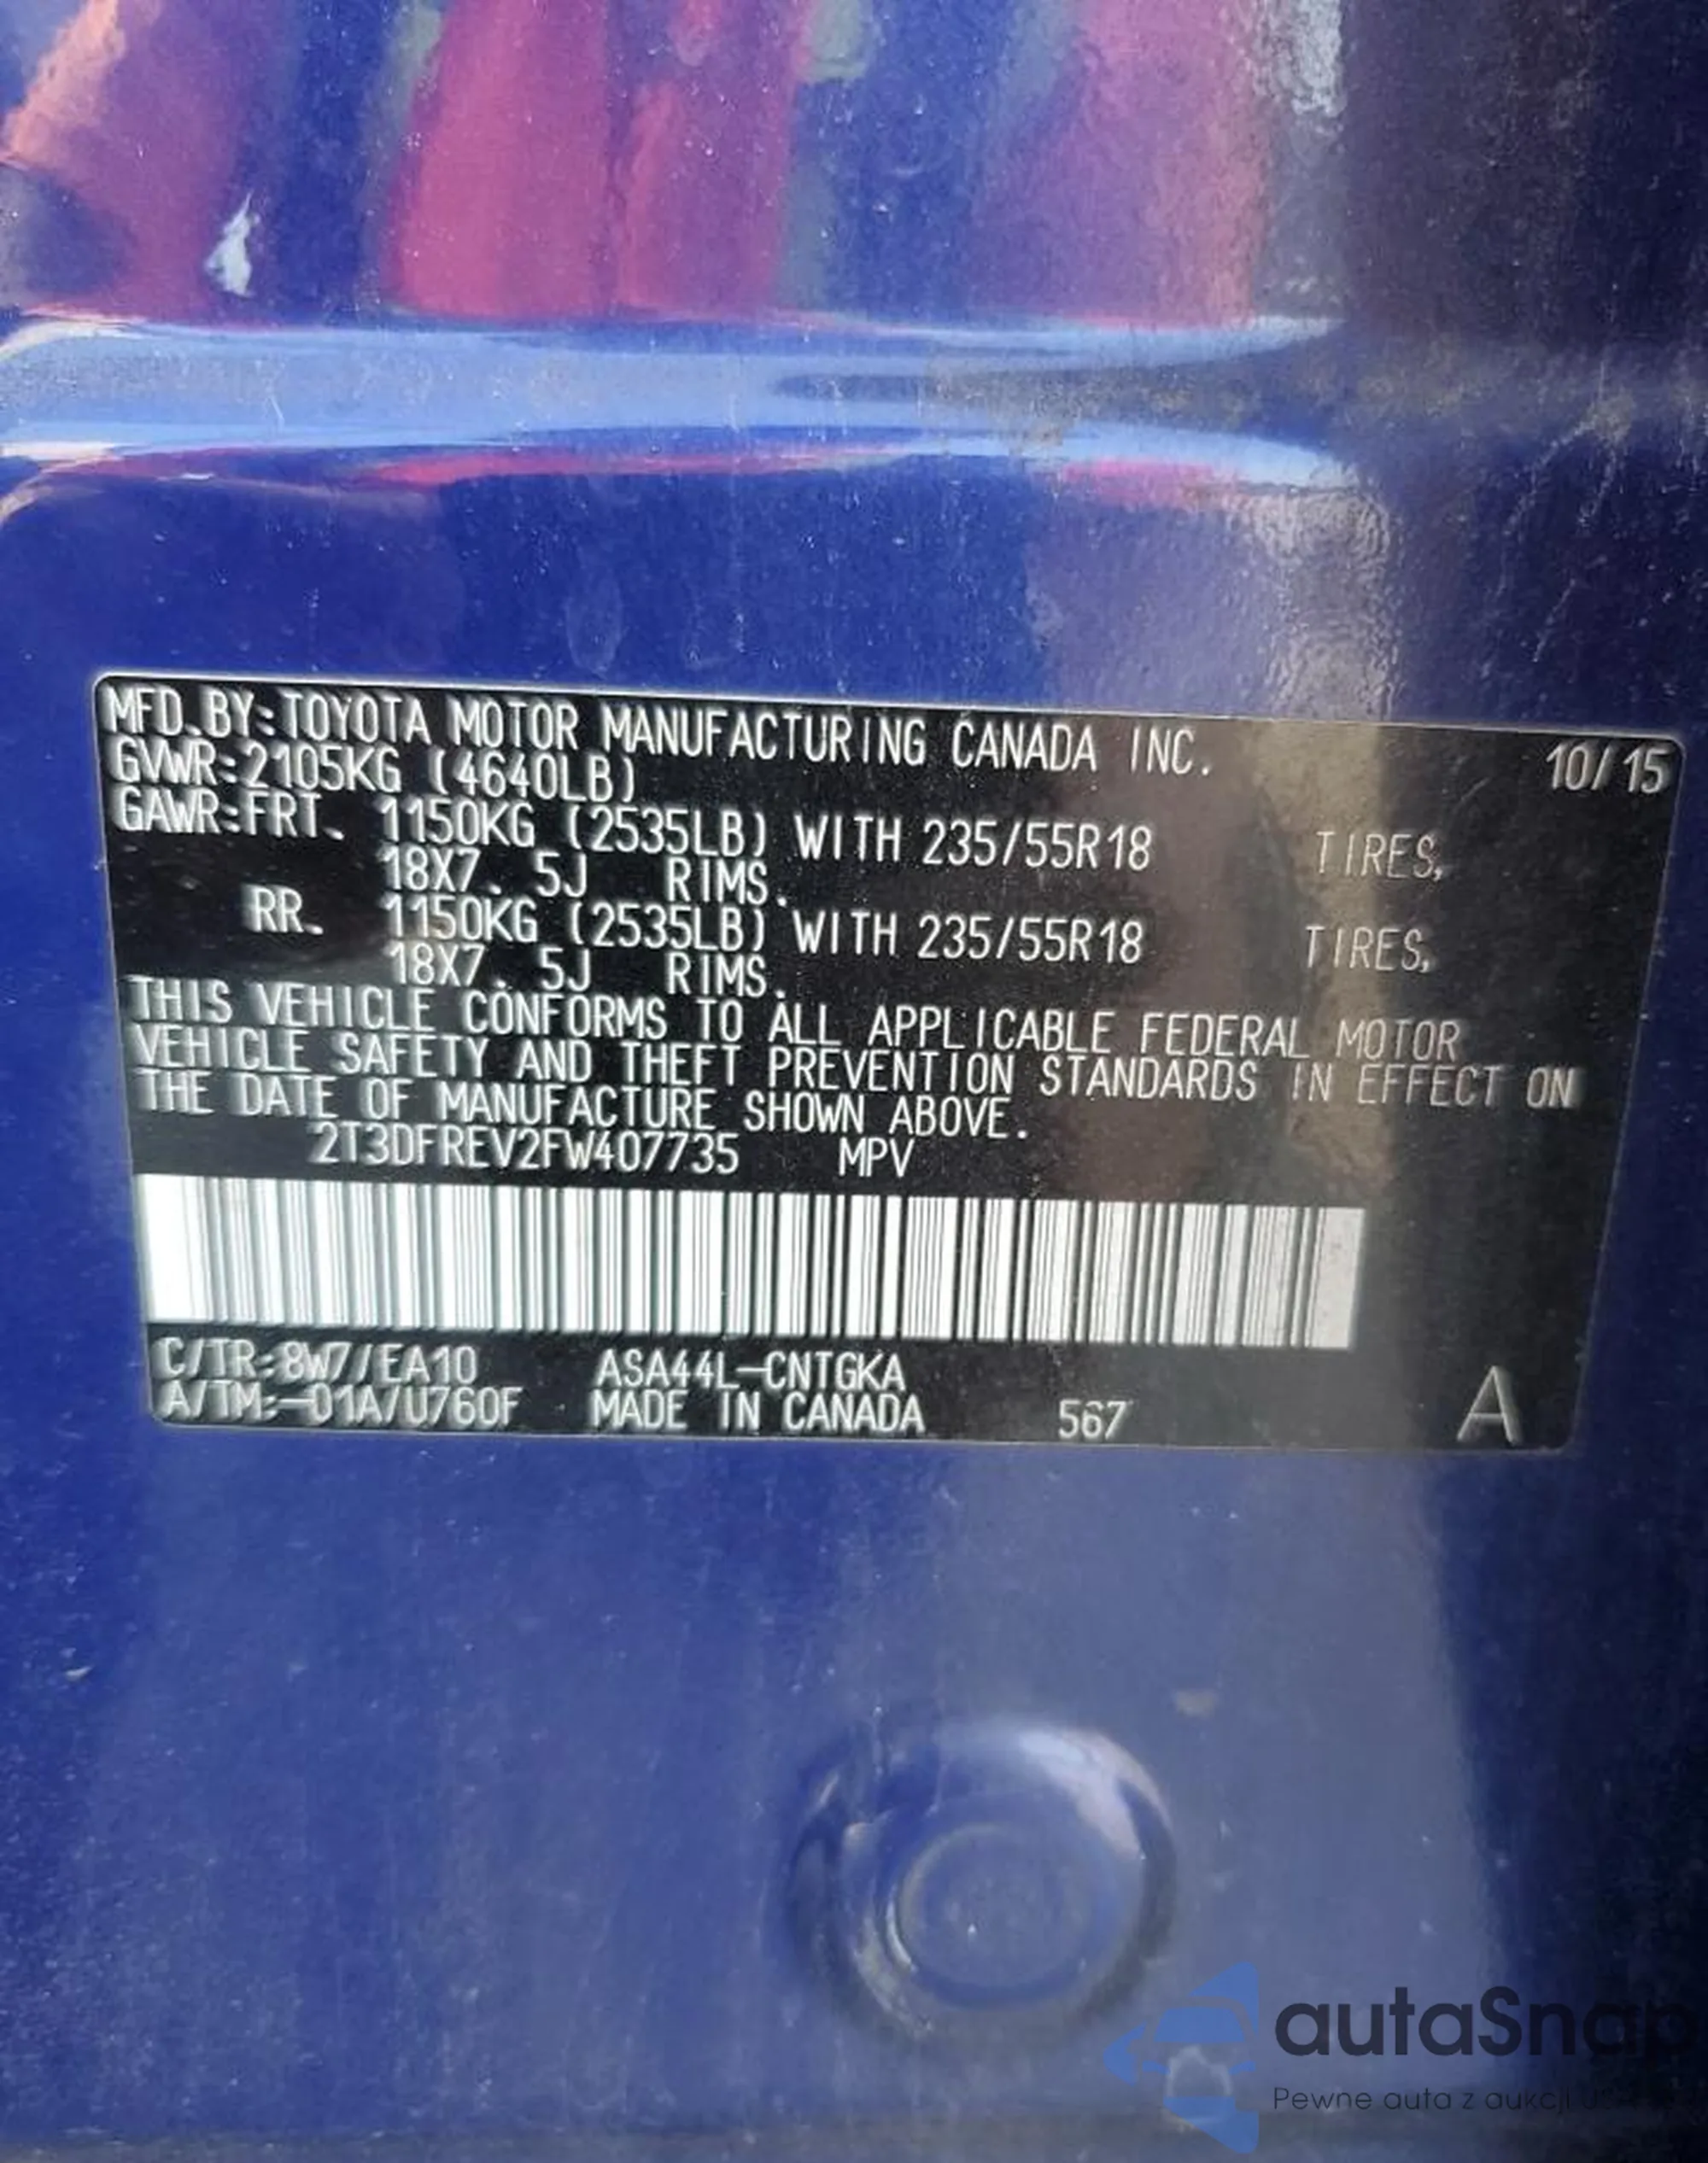 MFD.BY:TOYOTA MOTOR MANUFACTURING CANADA INC. 10/15
GVWR:2105KG (4640LB)
GAWR:FRT. 1150KG (2535LB) WITH 235/55R18 TIRES,
18X7.5J RIMS.
RR. 1150KG (2535LB) WITH 235/55R18 TIRES,
18X7.5J RIMS.
THIS VEHICLE CONFORMS TO ALL APPLICABLE FEDERAL MOTOR
VEHICLE SAFETY AND THEFT PREVENTION STANDARDS IN EFFECT ON
THE DATE OF MANUFACTURE SHOWN ABOVE.
2T3DFREV2FW407735 MPV
C/TR:8W7//EA10 ASA44L-CNTGKA
A/TM:-01A/U760F MADE IN CANADA 567 A
autaSnap
Pewne auta z aukcji